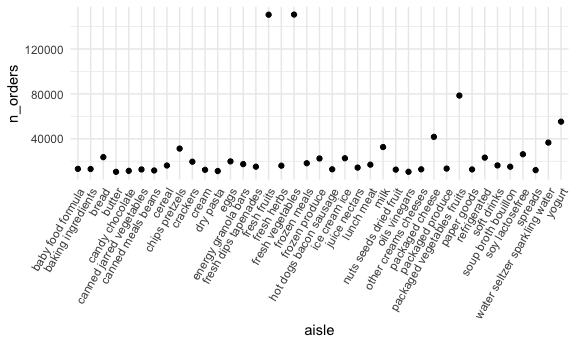 120000
80000
40000
n_orders
baby food formula
baking ingredients
bread
butter
candy chocolate
canned jarred vegetables
canned meals beans
cereal
chips pretzels
crackers
cream
dry pasta
eggs
energy granola bars
fresh dips tapenades
fresh fruits
fresh herbs
fresh vegetables
frozen meals
frozen produce
hot dogs bacon sausage
ice cream ice
juice nectars
lunch meat
milk
nuts seeds dried fruit
oils vinegars
other creams cheeses
packaged cheese
packaged produce
packaged vegetables fruits
paper goods
refrigerated
soft drinks
soup broth bouillon
soy lactosefree
spreads
water seltzer sparkling water
yogurt
aisle